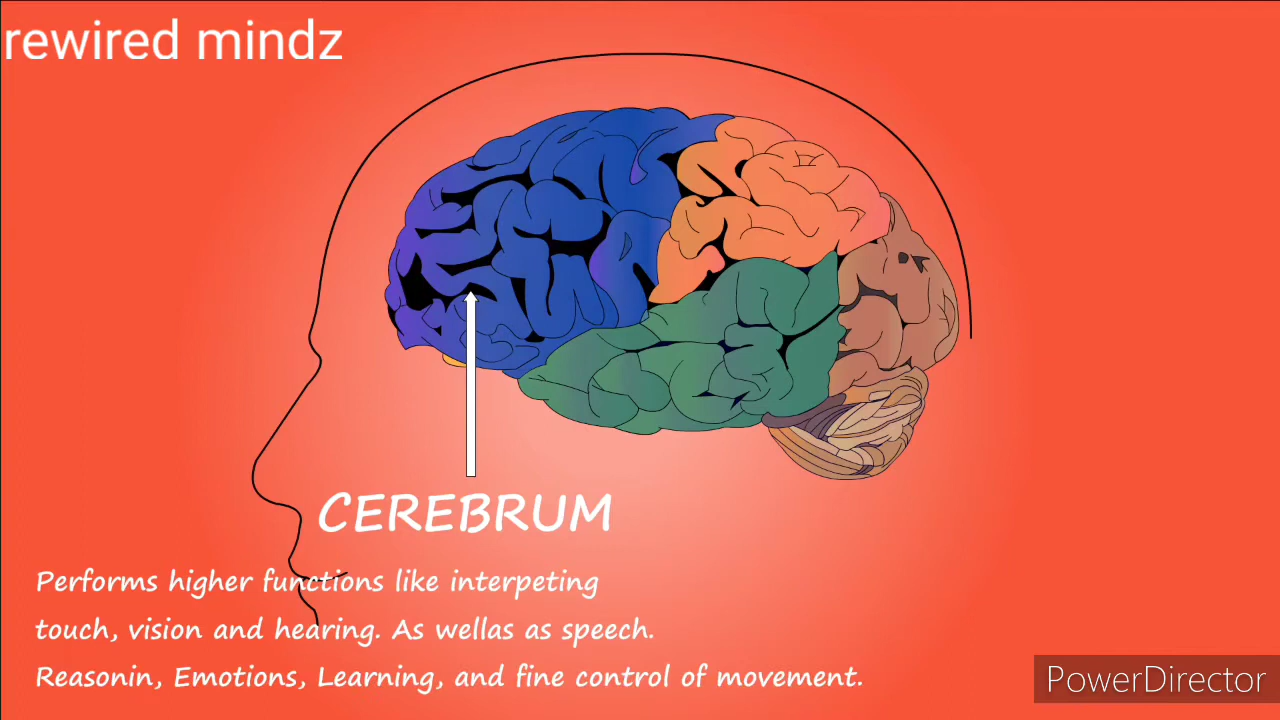 rewired mindz
CEREBRUM
Performs higher functions like interpeting
touch, vision and hearing. As wellas as speech.
Reasonin, Emotions, Learning, and fine control of movement.
PowerDirector